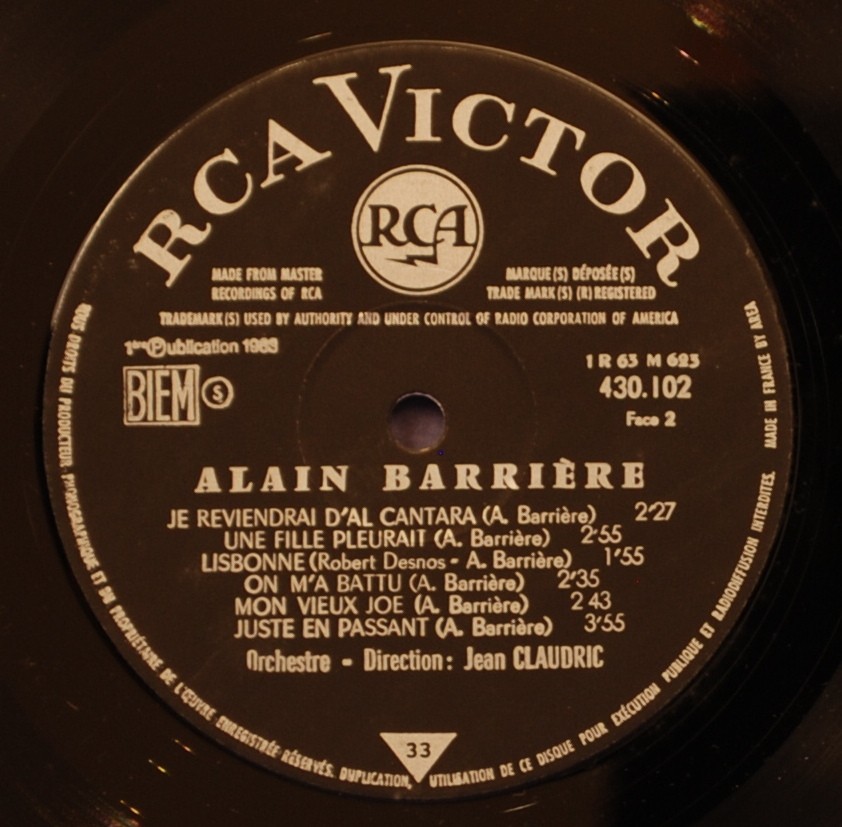 RCA VICTOR
RCA
MADE FROM MASTER
RECORDINGS OF RCA
MARQUE(S) DÉPOSÉE(S)
TRADE MARK(S) (R) REGISTERED
TRADEMARK(S) USED BY AUTHORITY AND UNDER CONTROL OF RADIO CORPORATION OF AMERICA
1ère Publication 1963
BIEM S
1 R 63 M 623
430.102
Face 2
ALAIN BARRIÈRE
JE REVIENDRAI D'AL CANTARA (A. Barrière) 2'27
UNE FILLE PLEURAIT (A. Barrière) 2'55
LISBONNE (Robert Desnos - A. Barrière) 1'55
ON M'A BATTU (A. Barrière) 2'35
MON VIEUX JOE (A. Barrière) 2 43
JUSTE EN PASSANT (A. Barrière) 3'55
Orchestre - Direction: Jean CLAUDRIC
33
TOUS DROITS DU PRODUCTEUR PHONOGRAPHIQUE ET DU PROPRIÉTAIRE DE L'ŒUVRE ENREGISTRÉE RÉSERVÉS. DUPLICATION, UTILISATION DE CE DISQUE POUR EXÉCUTION PUBLIQUE ET RADIODIFFUSION INTERDITES. MADE IN FRANCE BY AREA